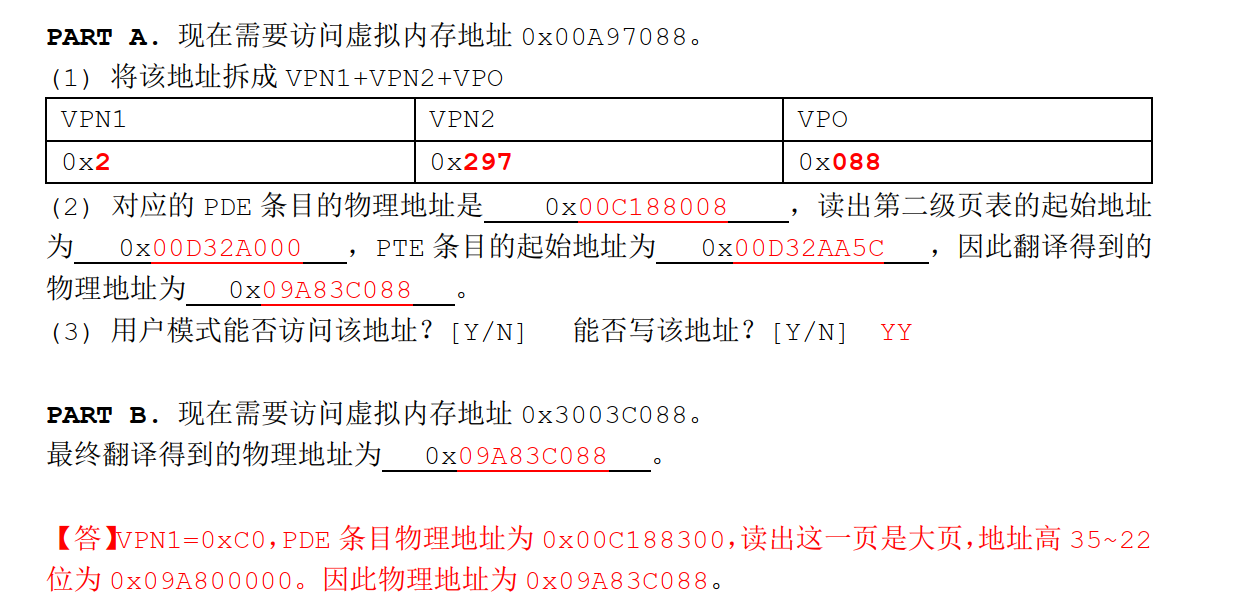 PART A. 现在需要访问虚拟内存地址 0x00A97088。
(1) 将该地址拆成 VPN1+VPN2+VPO
VPN1 VPN2 VPO
0x2 0x297 0x088
(2) 对应的 PDE 条目的物理地址是 0x00C188008 ，读出第二级页表的起始地址
为 0x00D32A000 ，PTE 条目的起始地址为 0x00D32AA5C ，因此翻译得到的
物理地址为 0x09A83C088 。
(3) 用户模式能否访问该地址？[Y/N] 能否写该地址？[Y/N] YY
PART B. 现在需要访问虚拟内存地址 0x3003C088。
最终翻译得到的物理地址为 0x09A83C088 。
【答】VPN1=0xC0,PDE 条目物理地址为 0x00C188300,读出这一页是大页,地址高 35~22
位为 0x09A800000。因此物理地址为 0x09A83C088。